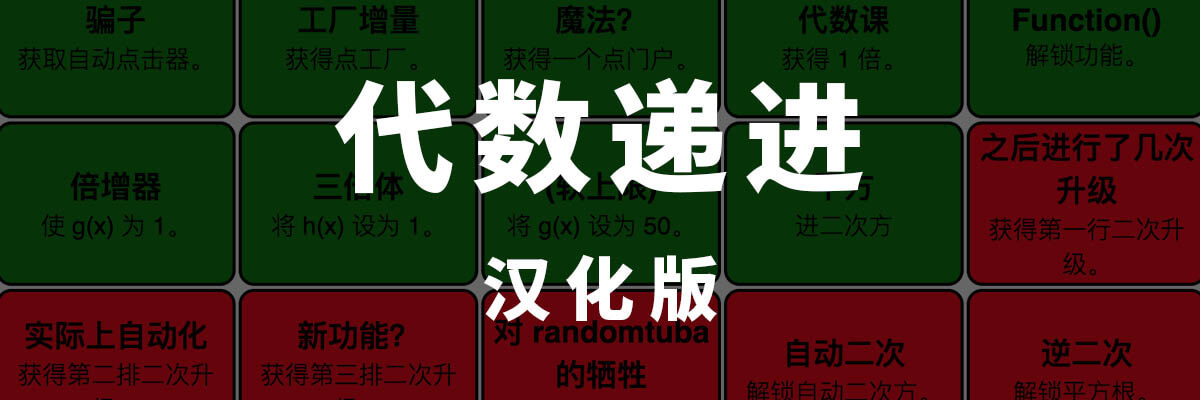 骗子
获取自动点击器。
工厂增量
获得点工厂。
魔法?
获得一个点门户。
代数课
获得 1 倍。
Function()
解锁功能。
代数递进
倍增器
使 g(x) 为 1。
三倍体
将 h(x) 设为 1。
(软上限)
将 g(x) 设为 50。
平方
进二次方
之后进行了几次
升级
获得第一行二次升
级。
汉化版
实际上自动化
获得第二排二次升
新功能?
获得第三排二次升
对 randomtuba
的牺牲
自动二次
解锁自动二次方。
逆二次
解锁平方根。